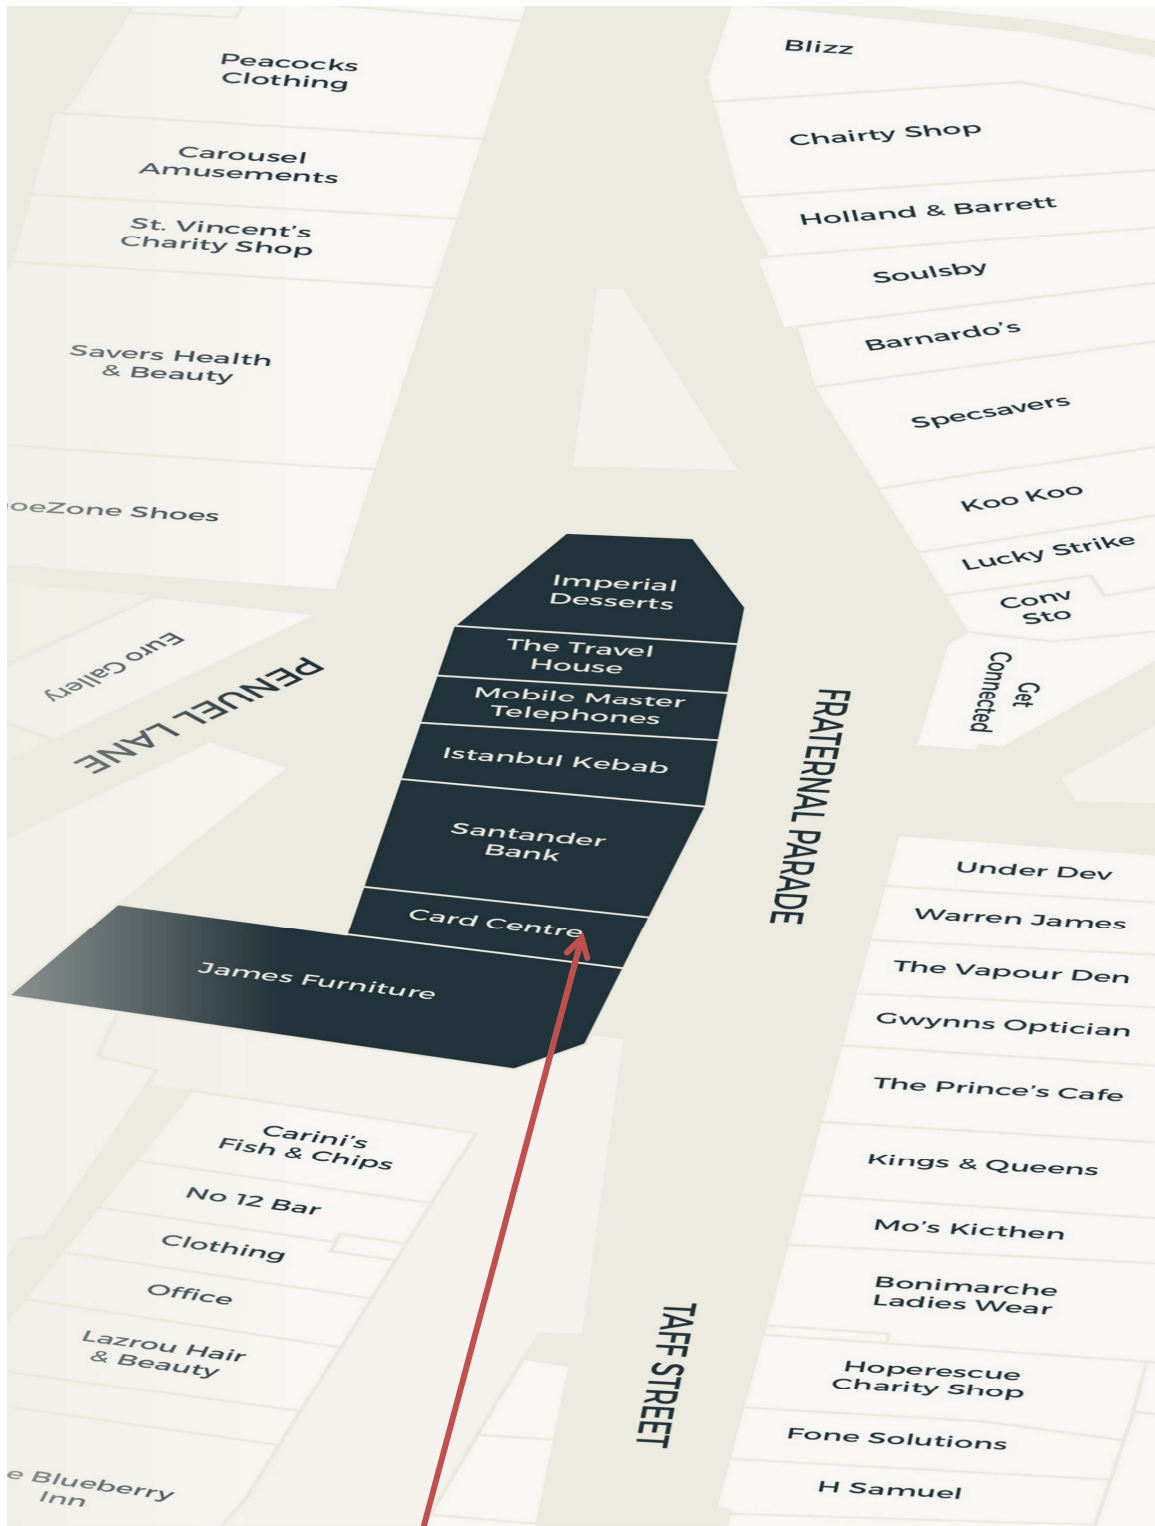 Peacocks
Clothing
Carousel
Amusements
St. Vincent's
Charity Shop
Savers Health
& Beauty
oeZone Shoes
Euro Gallery
PENUEL LANE
Blizz
Chairty Shop
Holland & Barrett
Soulsby
Barnardo's
Specsavers
Koo Koo
Lucky Strike
Conv
Sto
Get
Connected
Imperial
Desserts
The Travel
House
Mobile Master
Telephones
Istanbul Kebab
Santander
Bank
Card Centre
James Furniture
FRATERNAL PARADE
Under Dev
Warren James
The Vapour Den
Gwynns Optician
The Prince's Cafe
Kings & Queens
Mo's Kicthen
Bonimarche
Ladies Wear
Hoperescue
Charity Shop
Fone Solutions
H Samuel
TAFF STREET
Carini's
Fish & Chips
No 12 Bar
Clothing
Office
Lazrou Hair
& Beauty
e Blueberry
Inn